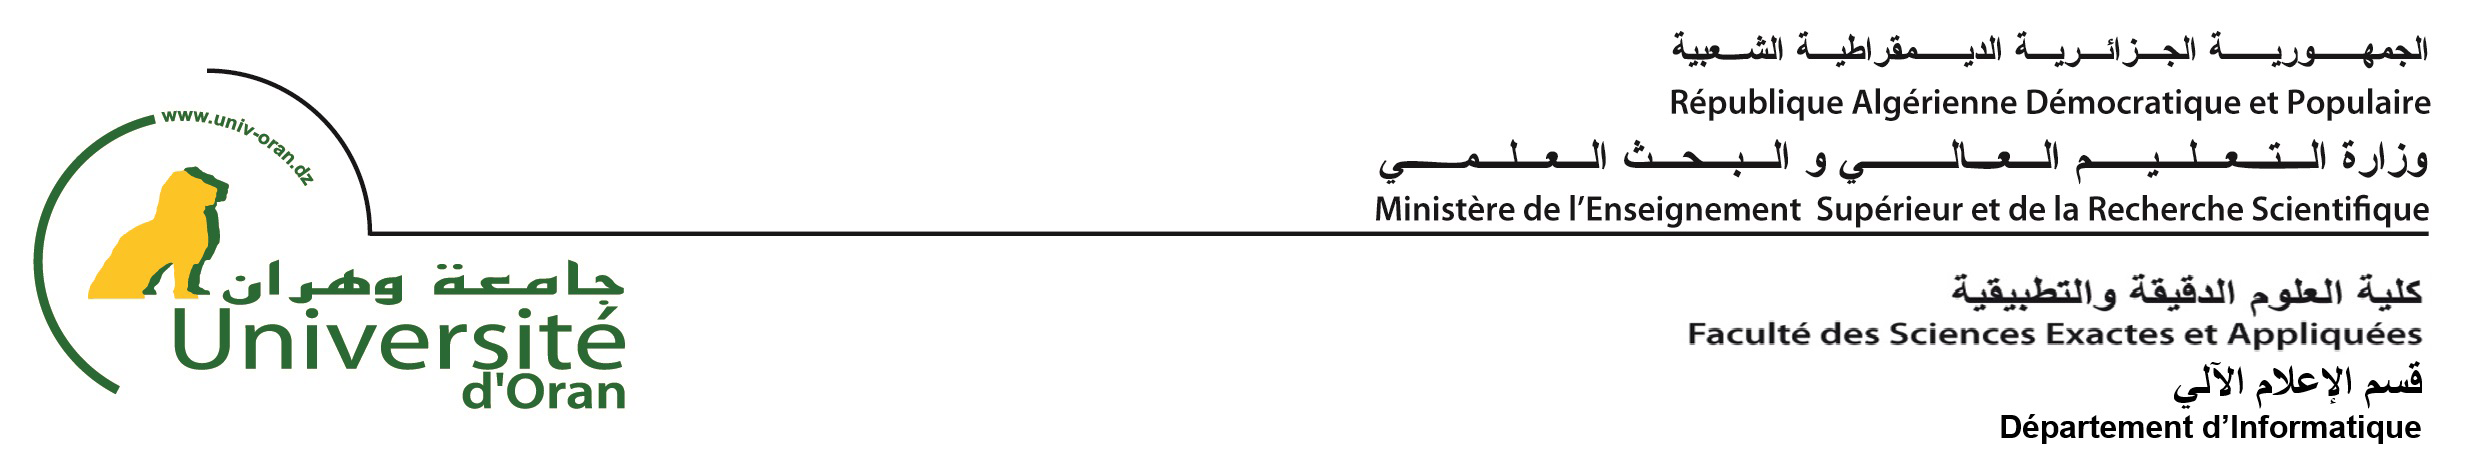 الجمهورية الجزائرية الديمقراطية الشعبية
République Algérienne Démocratique et Populaire
وزارة التعليم العالي و البحث العلمي
Ministère de l’Enseignement Supérieur et de la Recherche Scientifique
www.univ-oran.dz
جامعة وهران
Université
d'Oran
كلية العلوم الدقيقة والتطبيقية
Faculté des Sciences Exactes et Appliquées
قسم الإعلام الآلي
Département d’Informatique